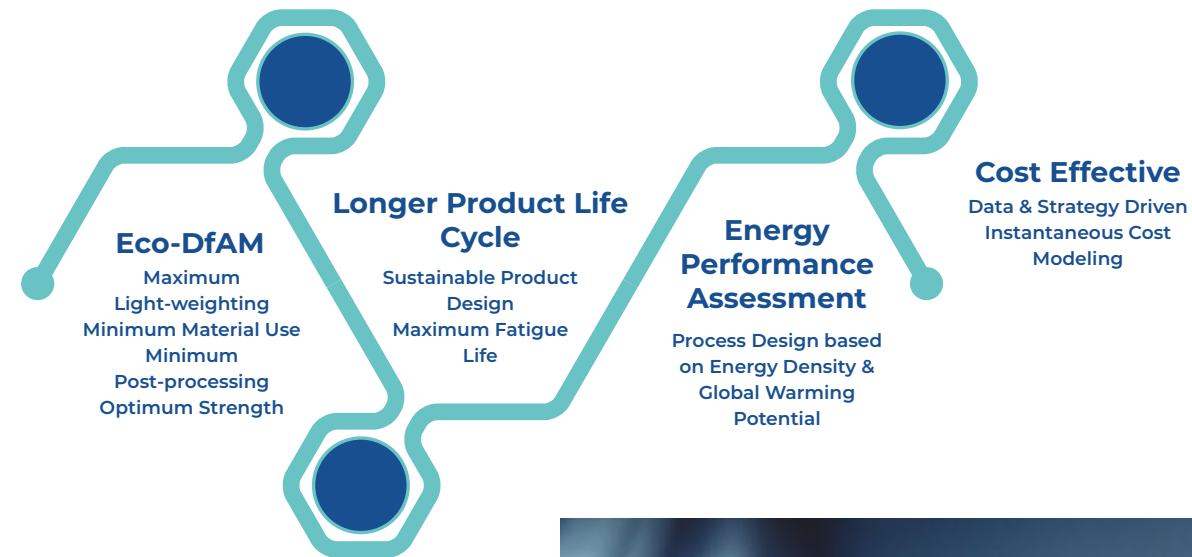 Eco-DfAM
Maximum
Light-weighting
Minimum Material Use
Minimum
Post-processing
Optimum Strength
Longer Product Life
Cycle
Sustainable Product
Design
Maximum Fatigue
Life
Energy
Performance
Assessment
Process Design based
on Energy Density &
Global Warming
Potential
Cost Effective
Data & Strategy Driven
Instantaneous Cost
Modeling